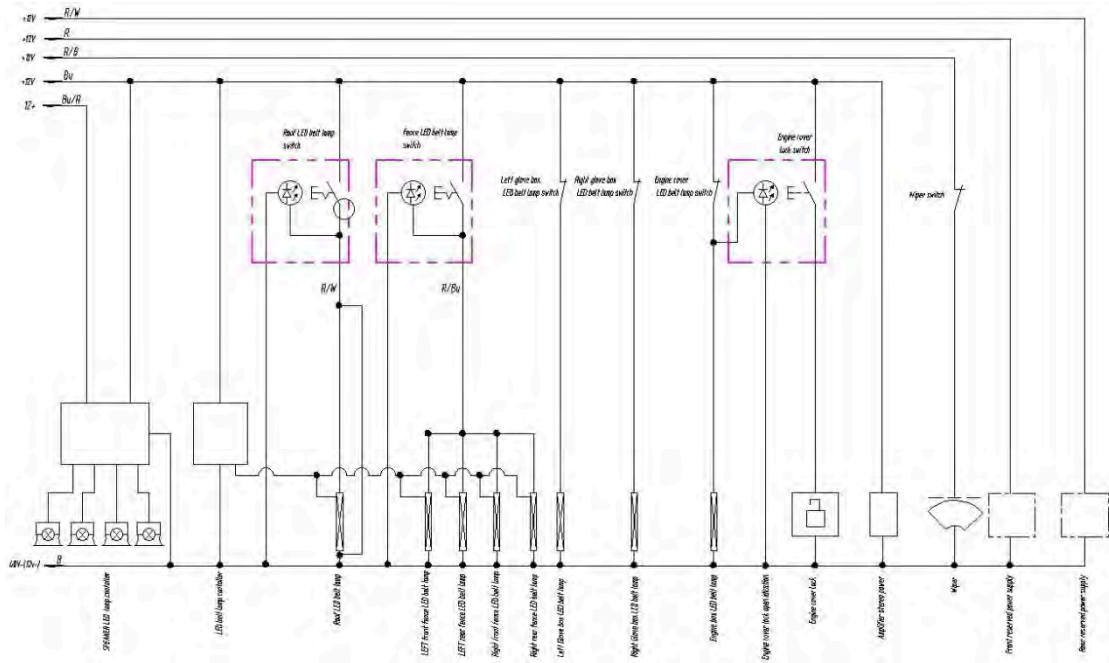 +12V R/W
+12V R
+12V R/B
+12V Bu
12+ Bu/R
Roof LED belt lamp
switch
Fence LED belt lamp
switch
Left glove box
LED belt lamp switch
Right glove box
LED belt lamp switch
Engine cover
LED belt lamp switch
Engine rover
lock switch
Wiper switch
R/W
R/Bu
B
SPEAKER LED lamp controller
LED belt lamp controller
Roof LED belt lamp
LEFT front fence LED belt lamp
LEFT rear fence LED belt lamp
Right front fence LED belt lamp
Right rear fence LED belt lamp
Left Glove box LED belt lamp
Right Glove box LED belt lamp
Engine box LED belt lamp
Engine cover lock open
Engine cover lock
Amplifier stereo power
Wiper
Front reserved power supply
Rear reserved power supply